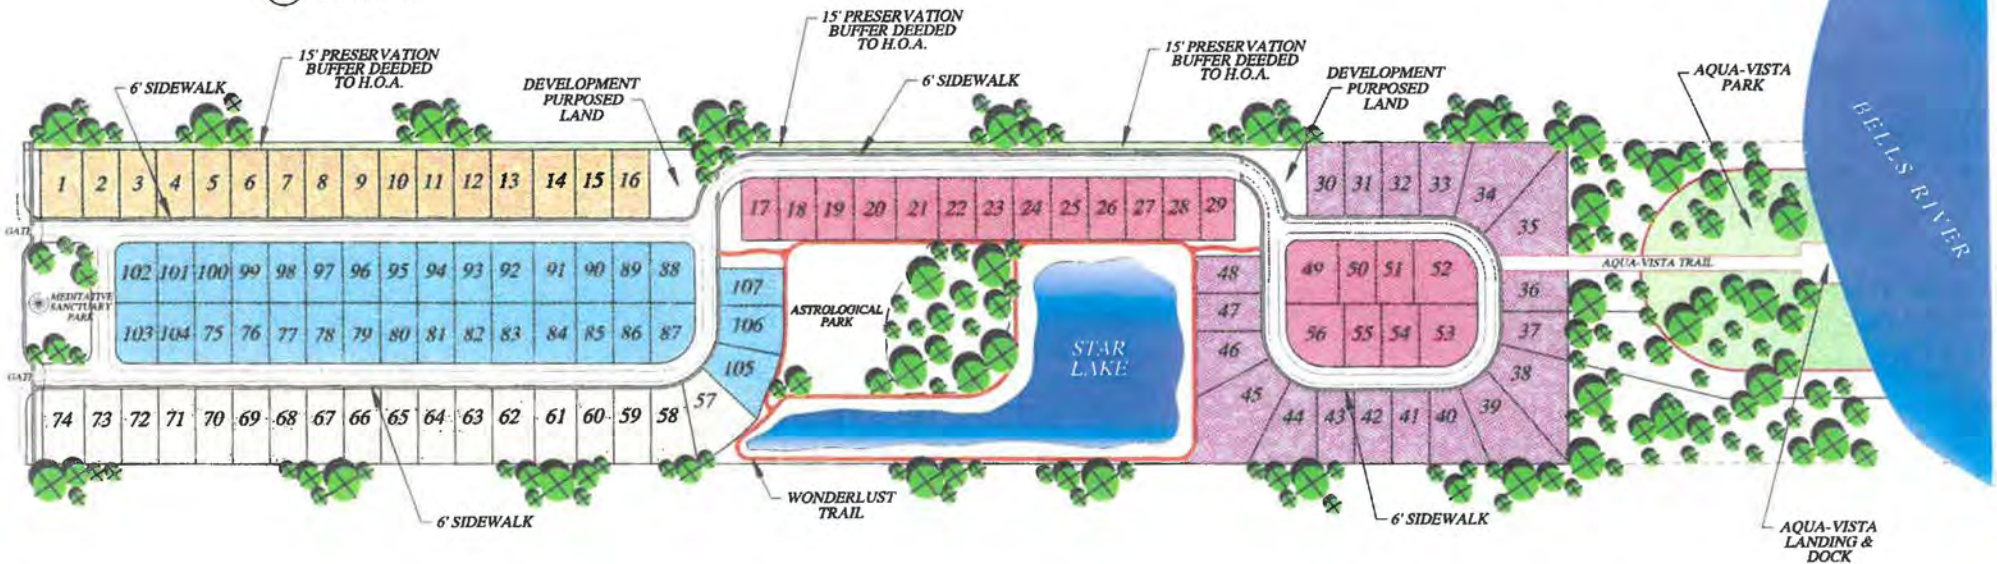 15' PRESERVATION
BUFFER DEEDED
TO H.O.A.
15' PRESERVATION
BUFFER DEEDED
TO H.O.A.
15' PRESERVATION
BUFFER DEEDED
TO H.O.A.
6' SIDEWALK
DEVELOPMENT
PURPOSED
LAND
6' SIDEWALK
DEVELOPMENT
PURPOSED
LAND
AQUA-VISTA
PARK
BELLS RIVER
1 2 3 4 5 6 7 8 9 10 11 12 13 14 15 16
17 18 19 20 21 22 23 24 25 26 27 28 29
30 31 32 33 34
35
GATE
102 101 100 99 98 97 96 95 94 93 92 91 90 89 88
103 104 75 76 77 78 79 80 81 82 83 84 85 86 87
MEDITATIVE
SANCTUARY
PARK
107
106
105
ASTROLOGICAL
PARK
STAR
LAKE
48
47
46
45
44 43 42 41 40 39
38
37
36
49 50 51 52
56 55 54 53
AQUA-VISTA TRAIL
GATE
74 73 72 71 70 69 68 67 66 65 64 63 62 61 60 59 58 57
6' SIDEWALK
WONDERLUST
TRAIL
6' SIDEWALK
AQUA-VISTA
LANDING &
DOCK